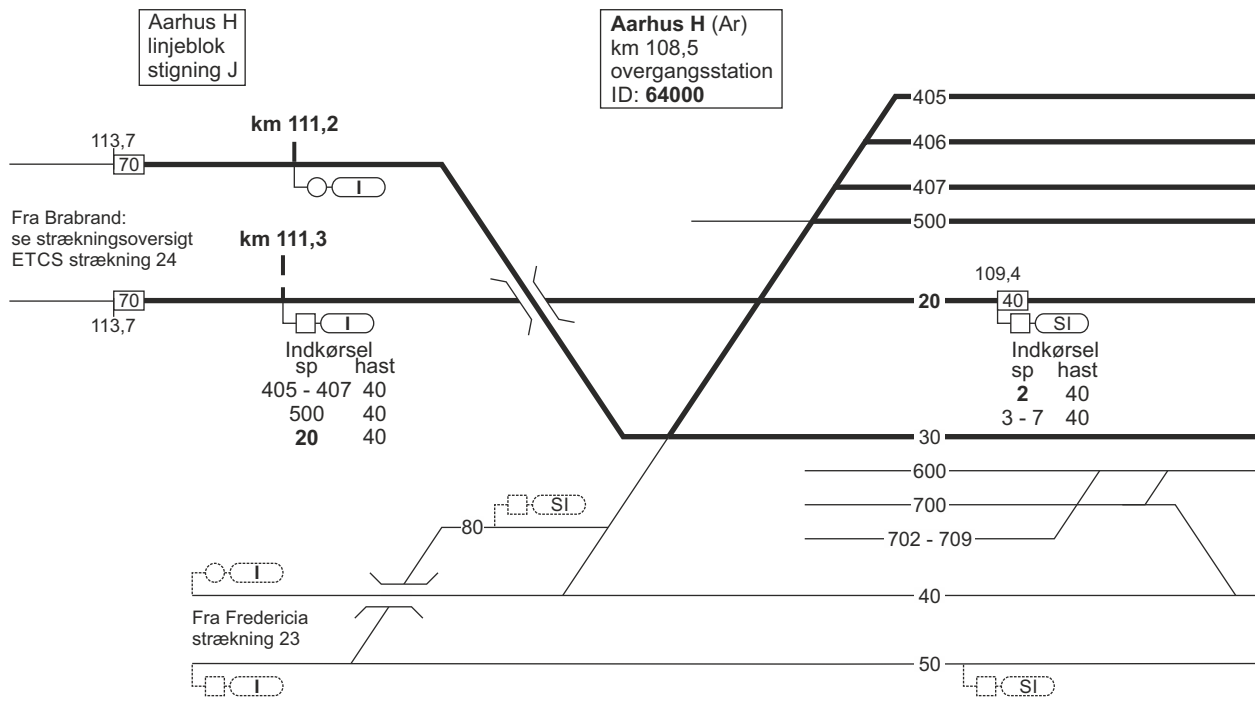 Aarhus H
linjeblok
stigning J
Aarhus H (Ar)
km 108,5
overgangsstation
ID: 64000
405
406
407
500
113,7
70
km 111,2
I
Fra Brabrand:
se strækningsoversigt
ETCS strækning 24
km 111,3
70
113,7
I
Indkørsel
sp hast
405 - 407 40
500 40
20 40
20
109,4
40
SI
Indkørsel
sp hast
2 40
3 - 7 40
30
600
700
702 - 709
SI
80
I
40
Fra Fredericia
strækning 23
50
I
SI